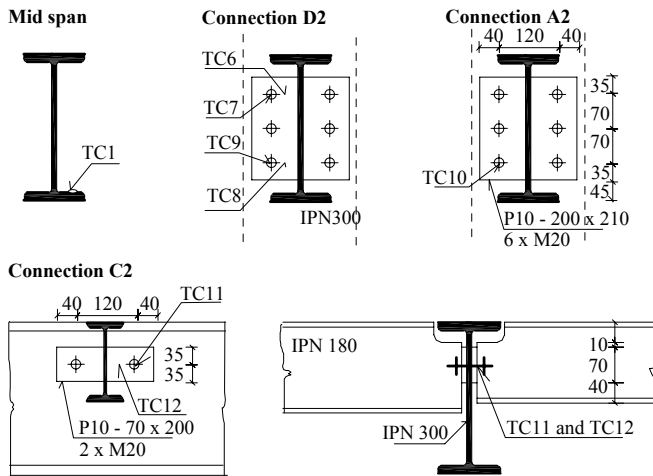 Mid span
TC1
Connection D2
TC6
TC7
TC9
TC8
IPN300
Connection A2
40 120 40
35
70
70
35
45
TC10
P10 - 200 x 210
6 x M20
Connection C2
40 120 40
TC11
35
35
TC12
P10 - 70 x 200
2 x M20
IPN 180
10
70
40
IPN 300
TC11 and TC12